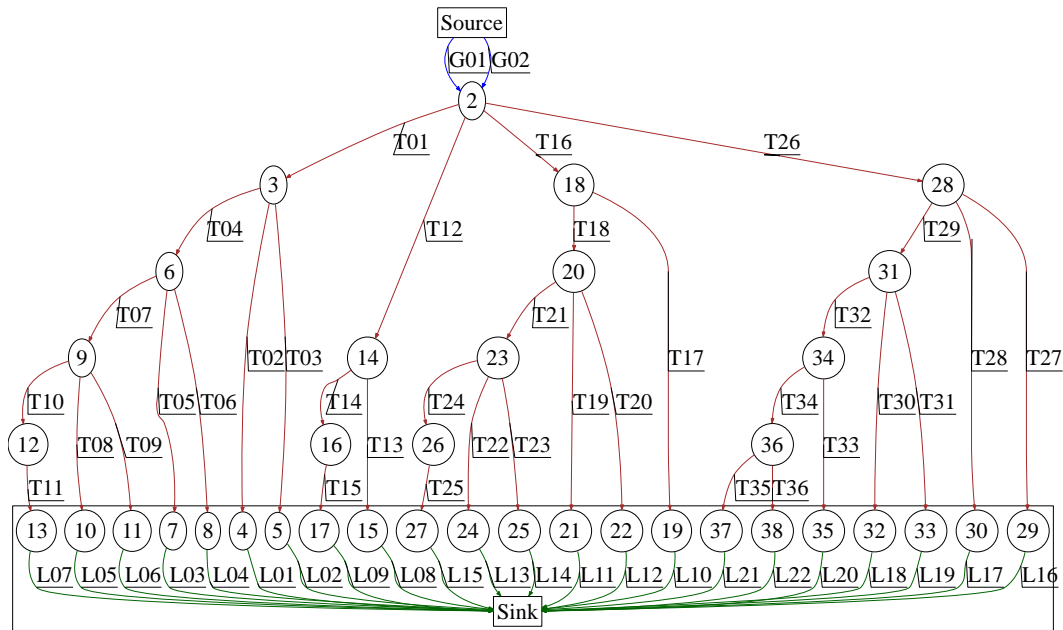 Source
G01 G02
2
T01 T16 T26
3 18 28
T04 T12 T18 T29
6 20 31
T07 T21 T32
9 14 23 34
T02 T03 T17 T28 T27
T10 T05 T06 T14 T24 T19 T20 T34 T30 T31
12 16 26 36
T08 T09 T13 T22 T23 T33
T11 T15 T25 T35 T36
13 10 11 7 8 4 5 17 15 27 24 25 21 22 19 37 38 35 32 33 30 29
L07 L05 L06 L03 L04 L01 L02 L09 L08 L15 L13 L14 L11 L12 L10 L21 L22 L20 L18 L19 L17 L16
Sink